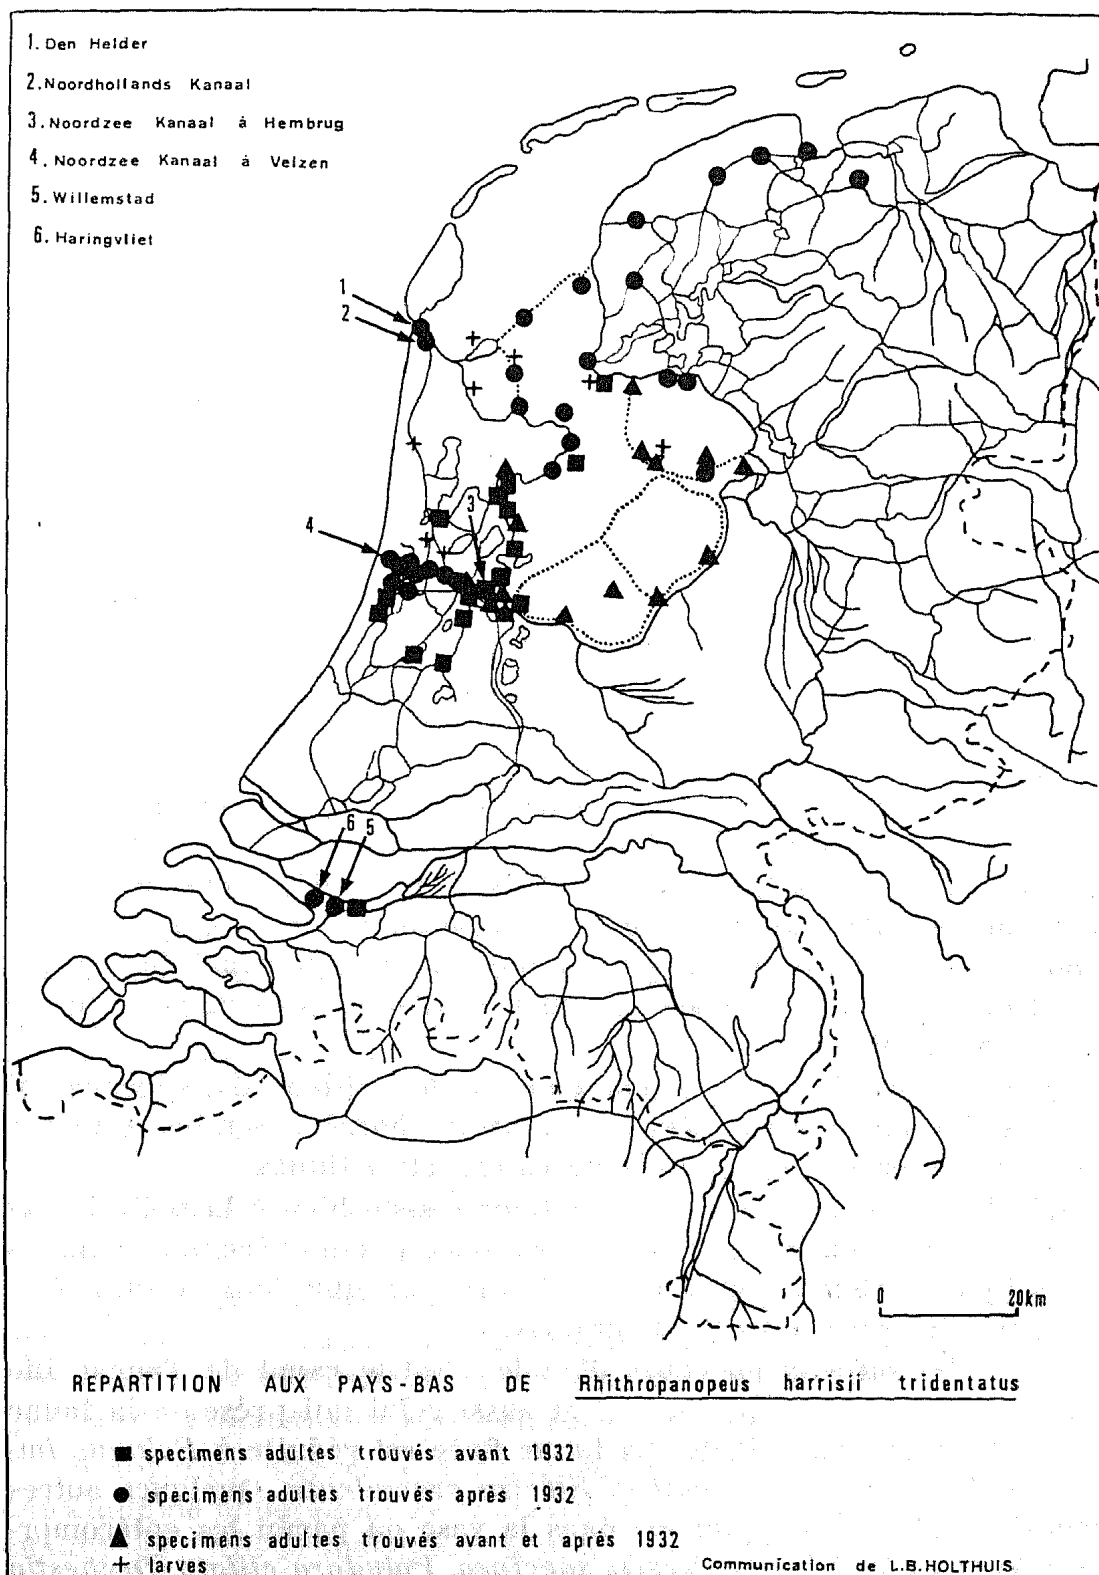 1. Den Helder
2. Noordhollands Kanaal
3. Noordzee Kanaal á Hembrug
4. Noordzee Kanaal á Velzen
5. Willemstad
6. Haringvliet
1
2
3
4
6 5
0 20km
REPARTITION AUX PAYS-BAS DE Rhithropanopeus harrisii tridentatus
specimens adultes trouvés avant 1932
specimens adultes trouvés après 1932
specimens adultes trouvés avant et après 1932
larves
Communication de L.B.HOLTHUIS